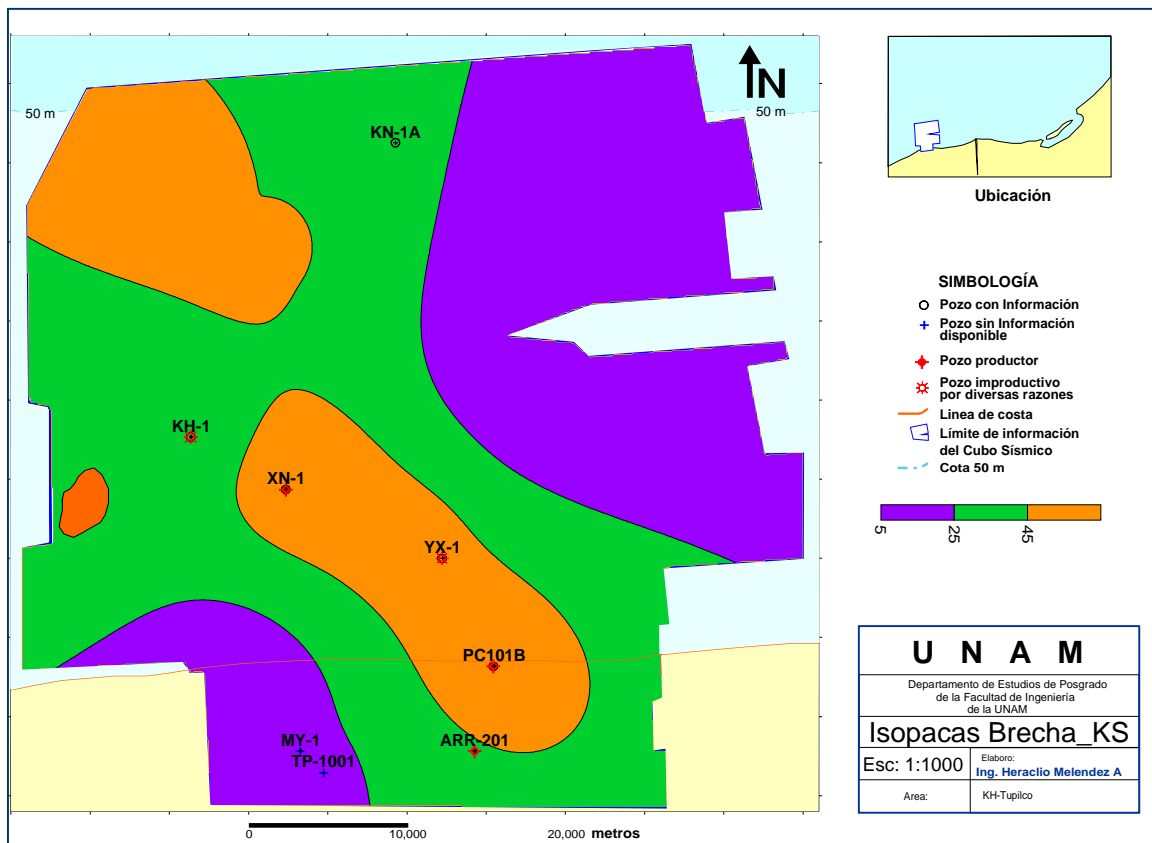 N
50 m
50 m
KN-1A
KH-1
XN-1
YX-1
PC101B
MY-1
TP-1001
ARR-201
0
10,000
20,000
metros
Ubicación
SIMBOLOGÍA
Pozo con Información
Pozo sin Información
disponible
Pozo productor
Pozo improductivo
por diversas razones
Linea de costa
Límite de información
del Cubo Sísmico
Cota 50 m
5
25
45
U N A M
Departamento de Estudios de Posgrado
de la Facultad de Ingeniería
de la UNAM
Isopacas Brecha_KS
Esc: 1:1000
Elaboro:
Ing. Heraclio Melendez A
Area:
KH-Tupilco